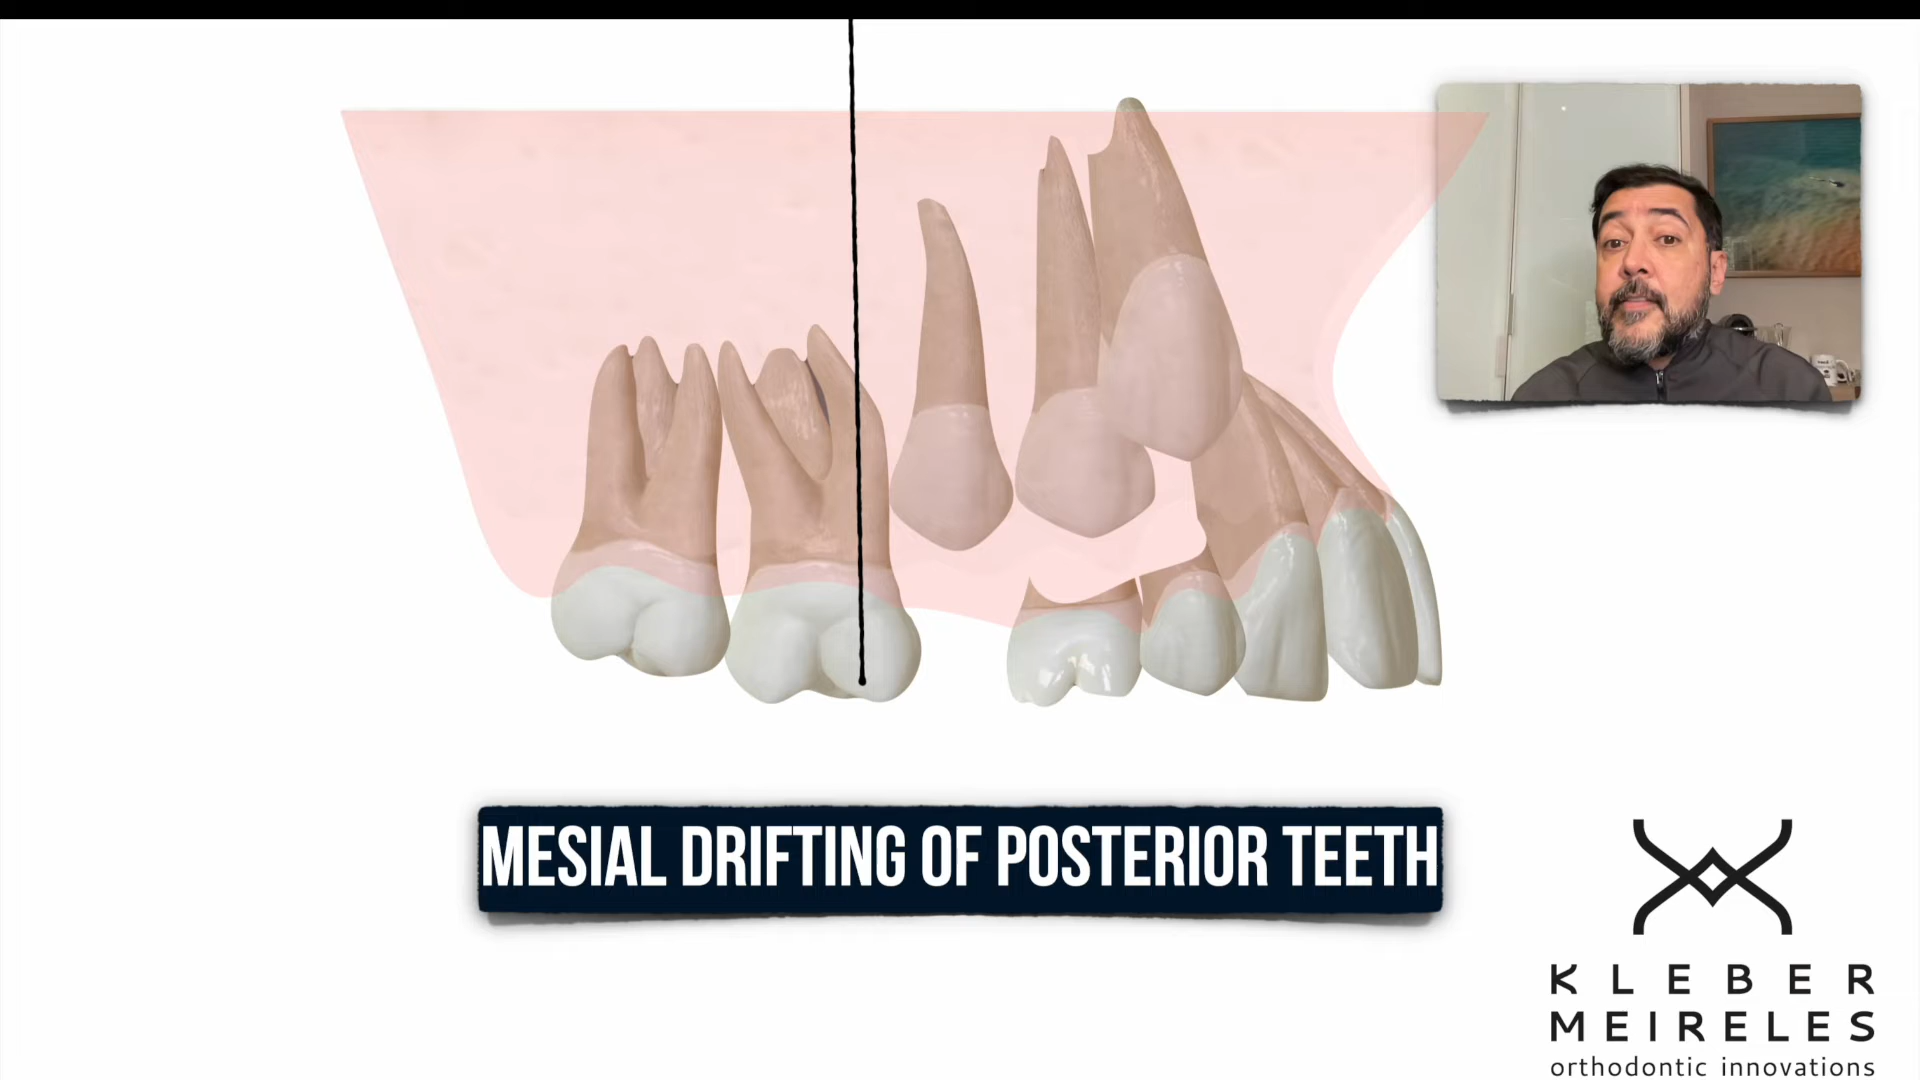 MESIAL DRIFTING OF POSTERIOR TEETH
KLEBER
MEIRELES
orthodontic innovations